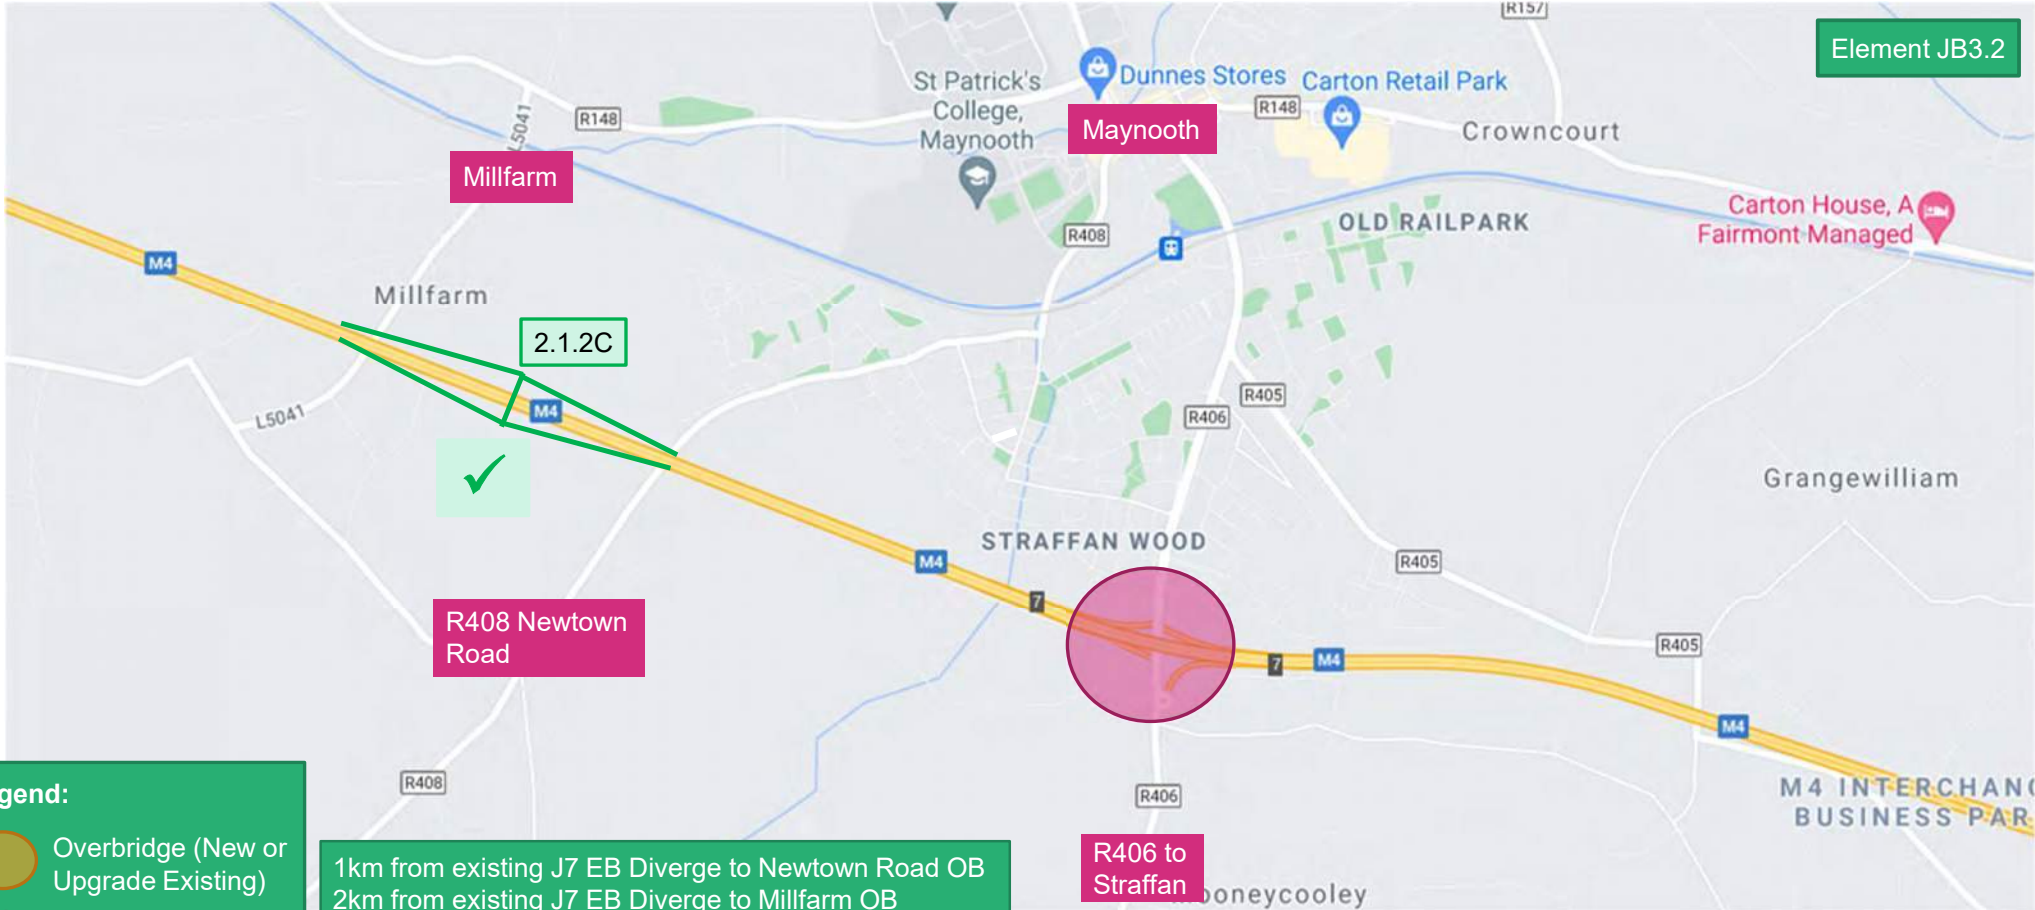 R157
Element JB3.2
St Patrick's
College,
Maynooth
Dunnes Stores
Carton Retail Park
L5041
R148
R148
Maynooth
Crowncourt
Millfarm
Carton House, A
Fairmont Managed
OLD RAILPARK
R408
M4
Millfarm
2.1.2C
M4
L5041
R405
R406
Grangewilliam
STRAFFAN WOOD
M4
R405
7
R408 Newtown
Road
R405
7
M4
M4
R408
R406
M4 INTERCHANG
BUSINESS PAR
gend:
Overbridge (New or
Upgrade Existing)
1km from existing J7 EB Diverge to Newtown Road OB
2km from existing J7 EB Diverge to Millfarm OB
R406 to
Straffan
ooneycooley